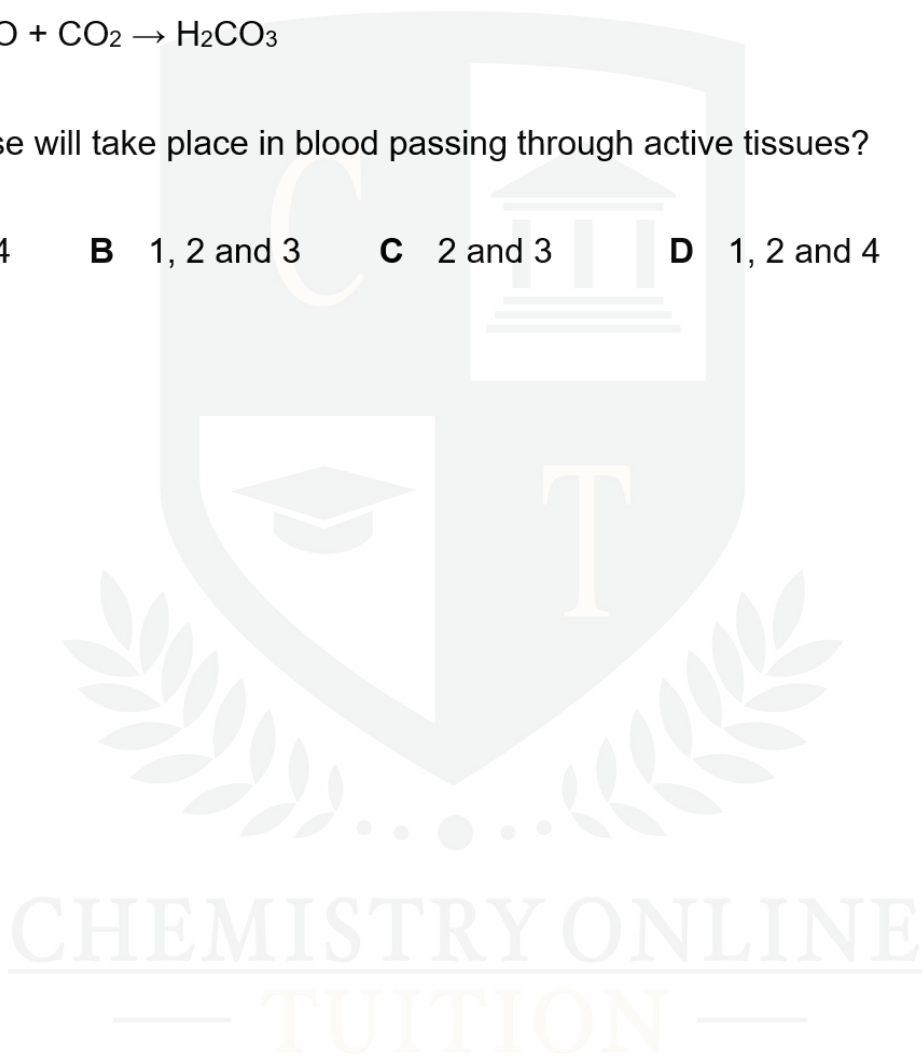 O + CO2 → H2CO3
se will take place in blood passing through active tissues?
4 B 1, 2 and 3 C 2 and 3 D 1, 2 and 4
C
T
CHEMISTRY ONLINE
TUITION